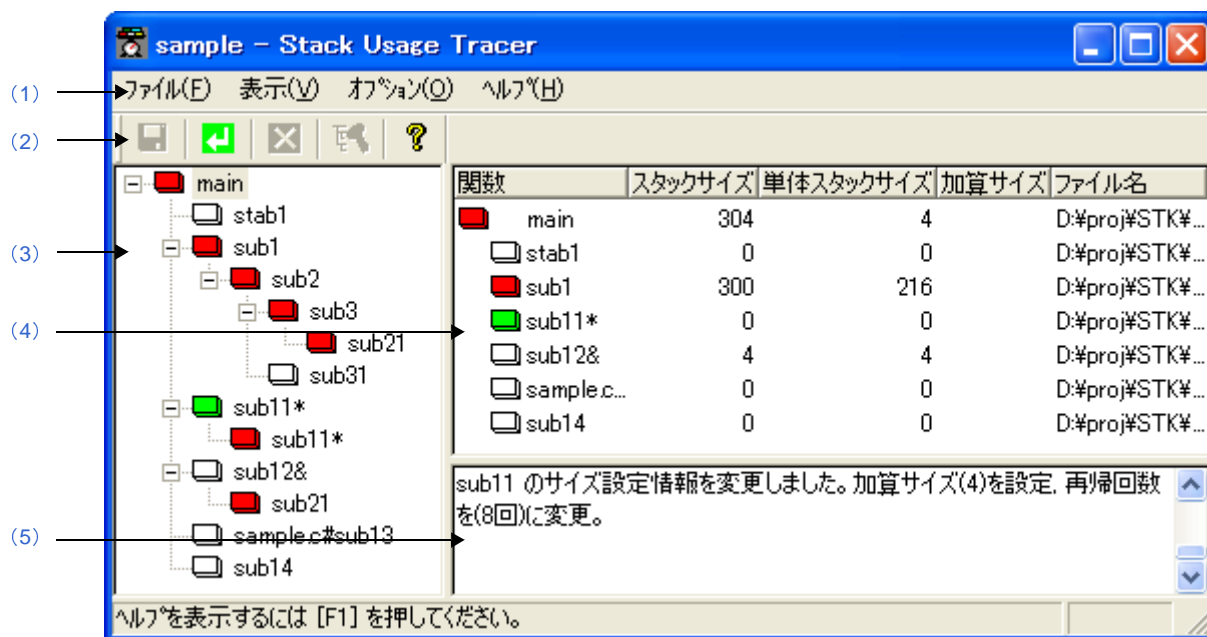 sample - Stack Usage Tracer
(1)
ファイル(F) 表示(V) オプション(O) ヘルプ(H)
(2)
main
stab1
(3)
sub1
sub2
sub3
sub21
sub31
sub11*
sub11*
sub12&
sub21
sample.c#sub13
sub14
関数 スタックサイズ 単体スタックサイズ 加算サイズ ファイル名
main 304 4 D:¥proj¥STK¥...
stab1 0 0 D:¥proj¥STK¥...
sub1 300 216 D:¥proj¥STK¥...
(4)
sub11* 0 0 D:¥proj¥STK¥...
sub12& 4 4 D:¥proj¥STK¥...
sample.c... 0 0 D:¥proj¥STK¥...
sub14 0 0 D:¥proj¥STK¥...
sub11 のサイズ設定情報を変更しました。加算サイズ(4)を設定, 再帰回数
を(8回)に変更。
(5)
ヘルプを表示するには [F1] を押してください。